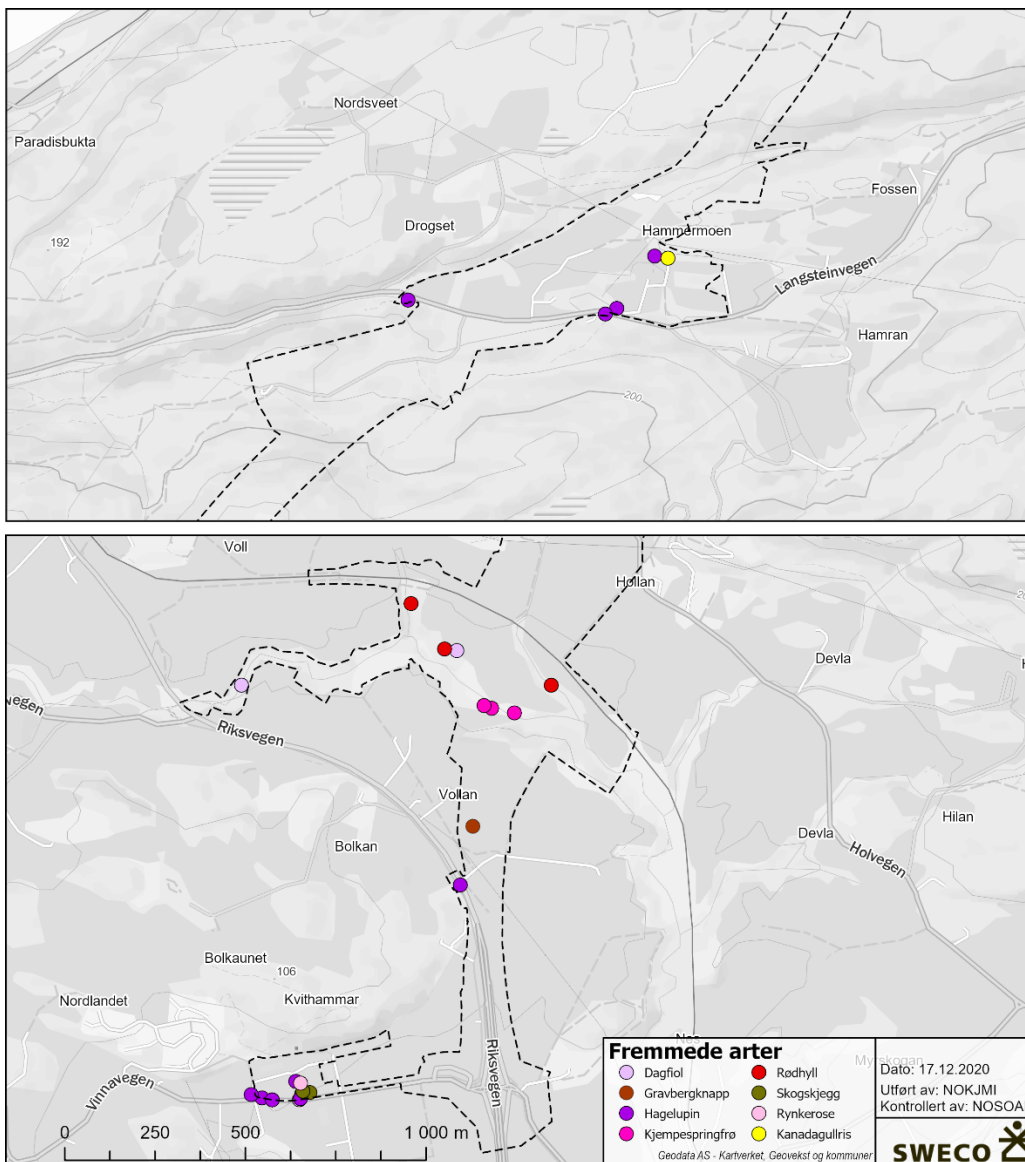 Nordsveet
Paradisbukta
Fossen
Drogset
Hammermoen
192
Langsteinvegen
Hamran
200
Voll
Hollan
Devla
vegen
Riksvegen
Vollan
Hilan
Devla
Bolkan
Holvegen
Bolkaunet
106
Nordlandet
Kvithammar
Riksvegen
Nes
Myrskogan
Vinnavegen
0 250 500 1 000 m
Fremmede arter
Dagfiol Rødhyll
Gravbergknapp Skogskjegg
Hagelupin Rynkerose
Kjempespringfrø Kanadagullris
Geodata AS - Kartverket, Geovekst og kommuner
Dato: 17.12.2020
Utført av: NOKJMI
Kontrollert av: NOSOA
SWECO